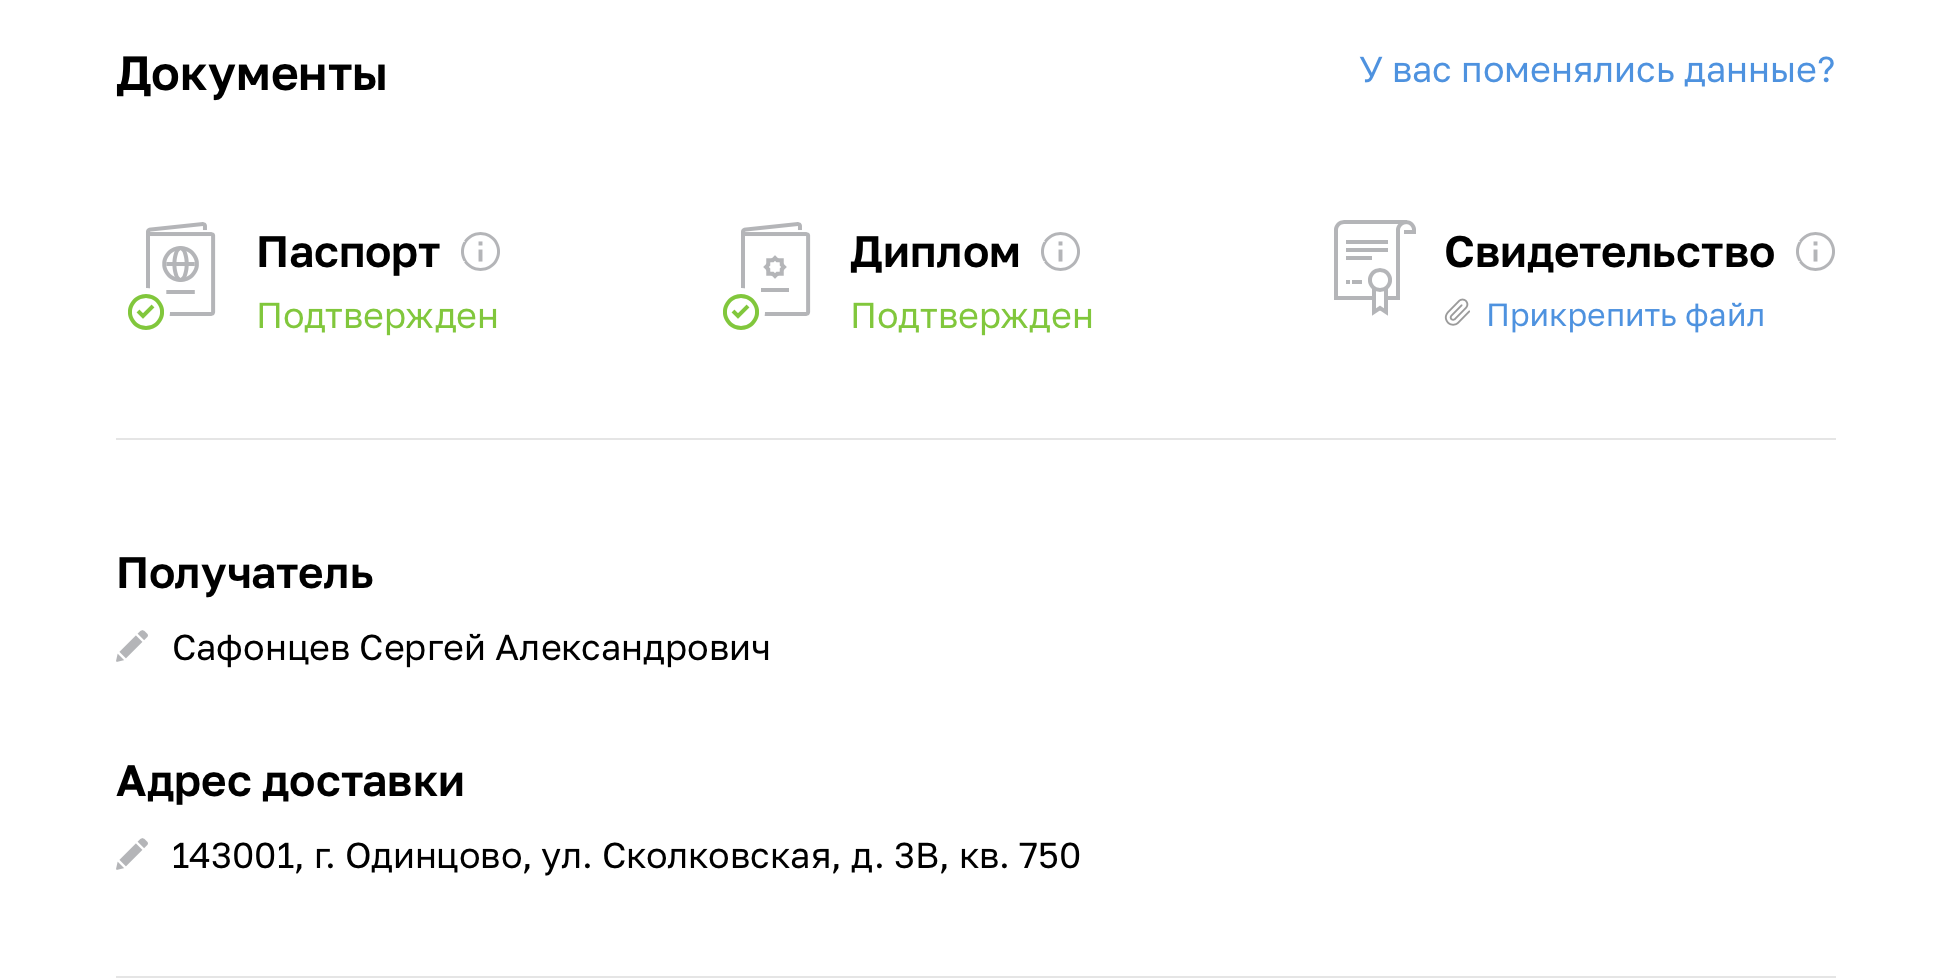 Документы
У вас поменялись данные?
Паспорт
Подтвержден
Диплом
Подтвержден
Свидетельство
Прикрепить файл
Получатель
Сафонцев Сергей Александрович
Адрес доставки
143001, г. Одинцово, ул. Сколковская, д. 3В, кв. 750